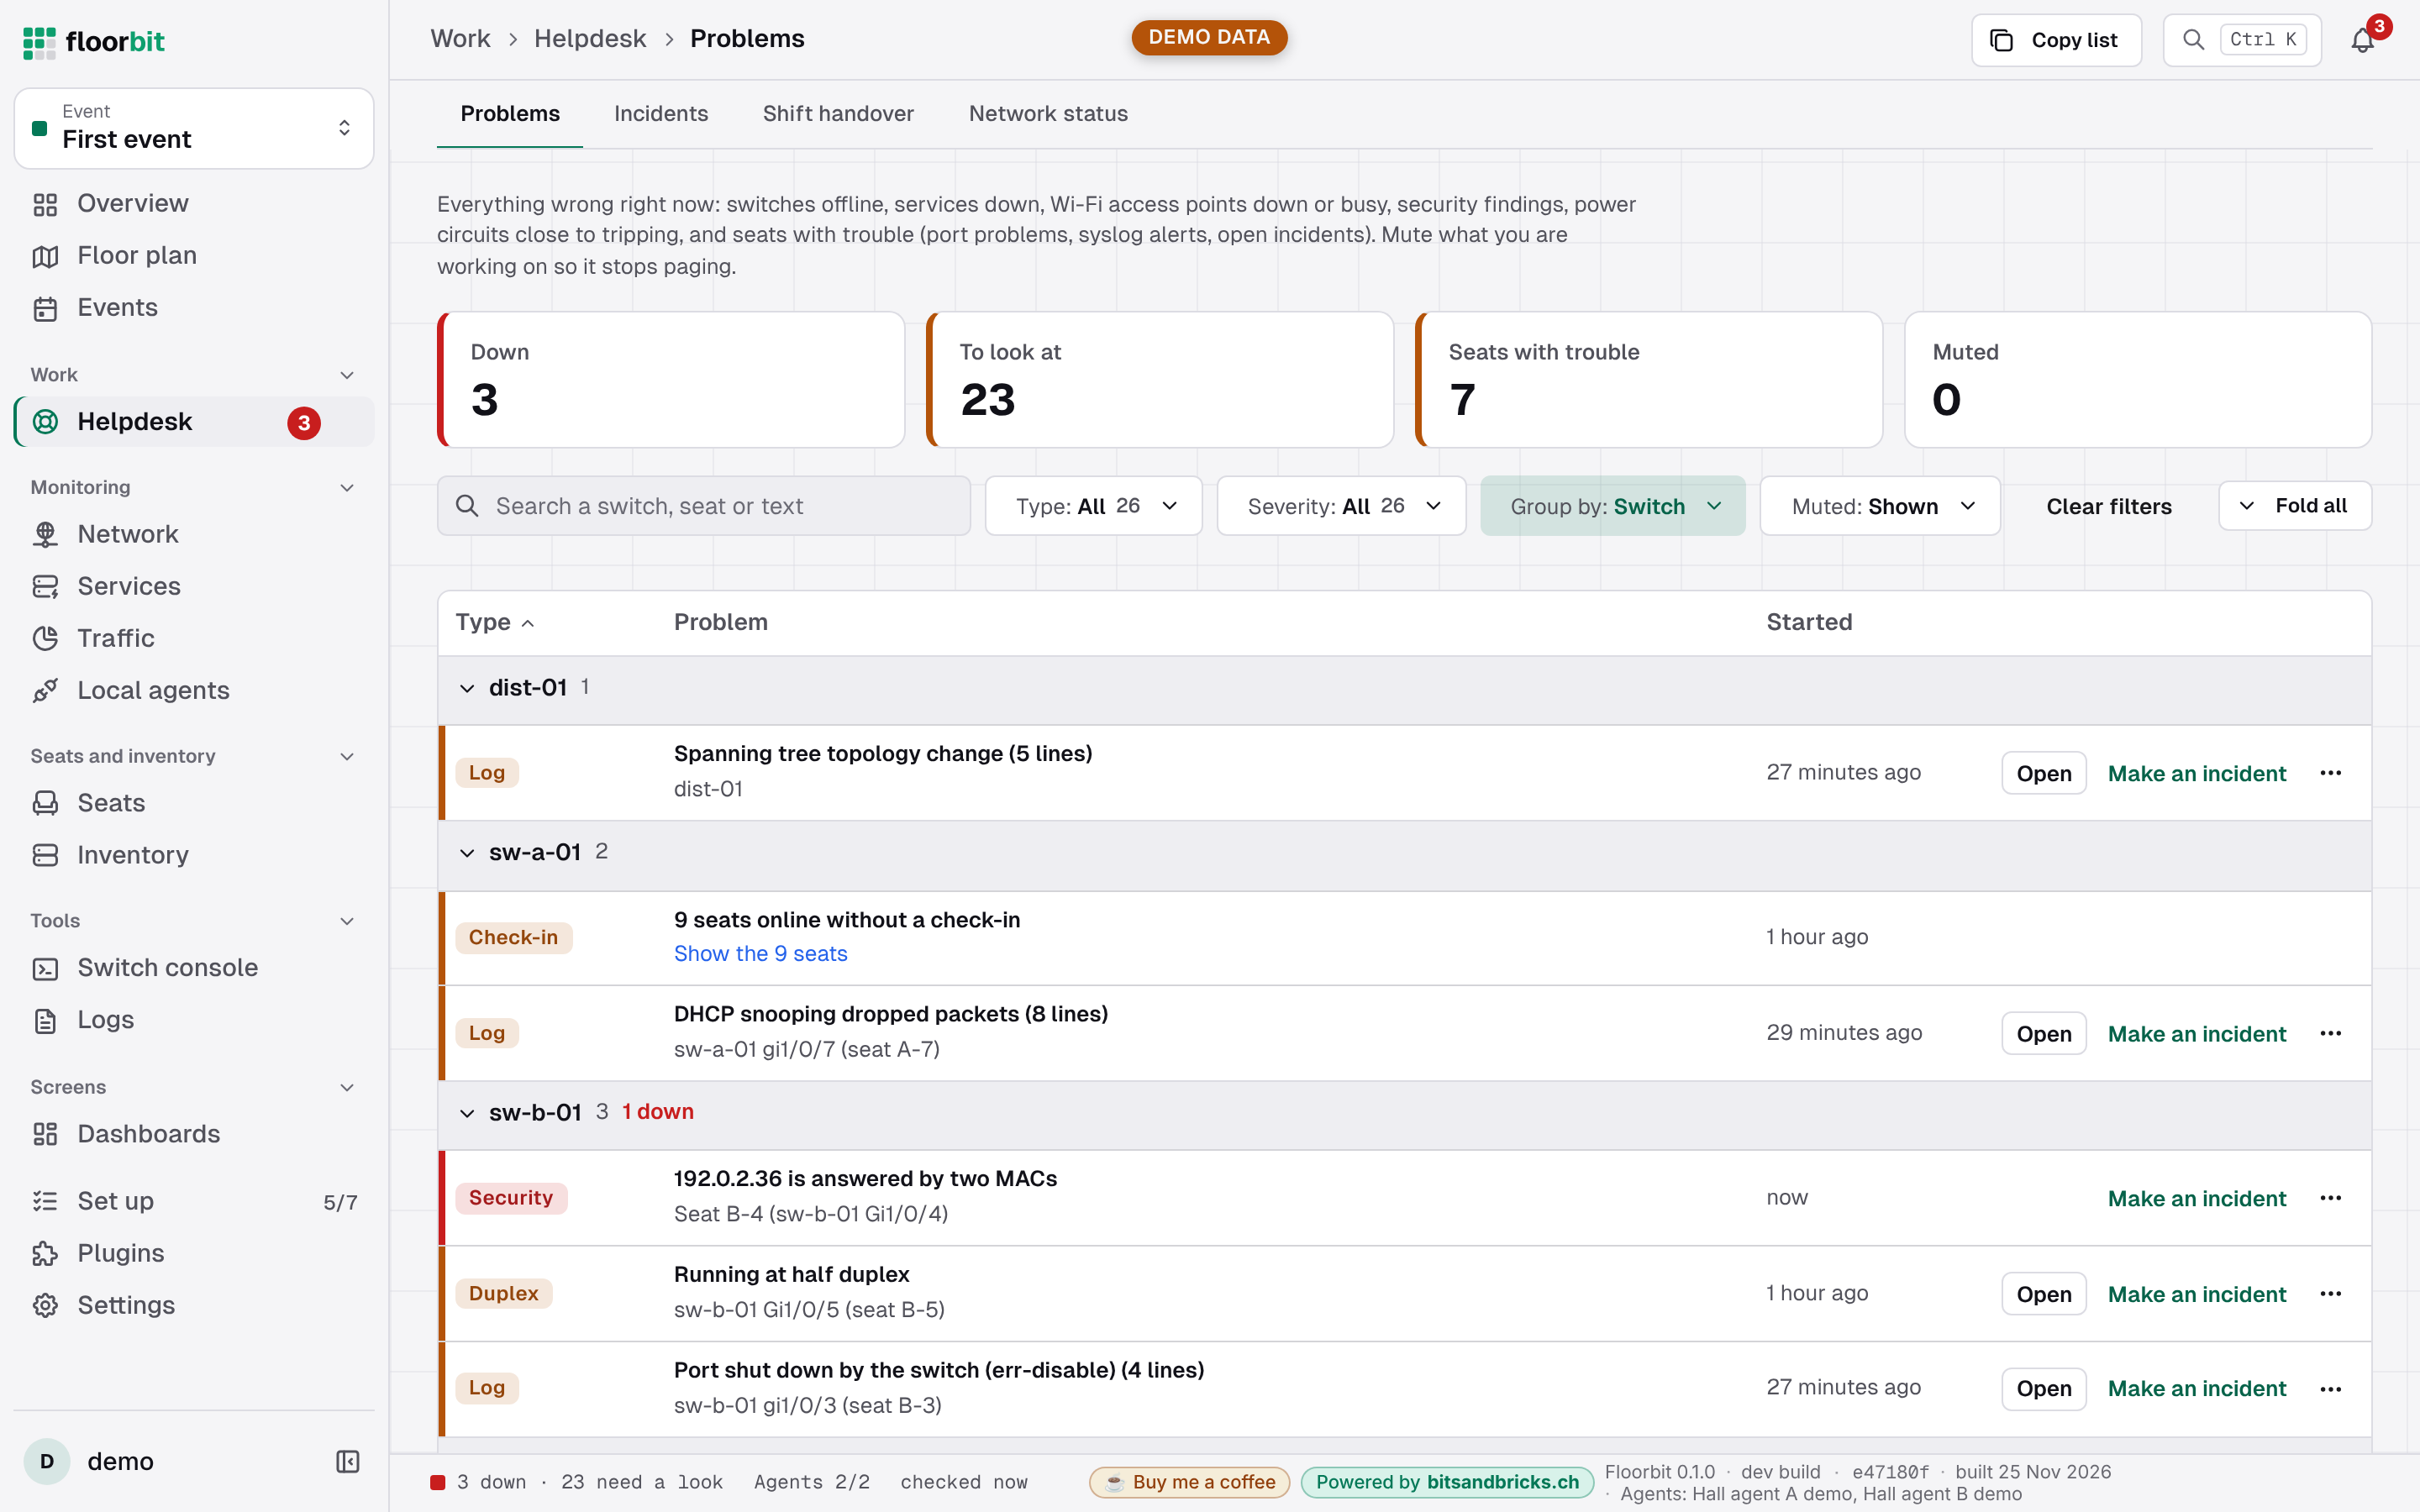 floorbit
Event
First event
Overview
Floor plan
Events
Work
Helpdesk 3
Monitoring
Network
Services
Traffic
Local agents
Seats and inventory
Seats
Inventory
Tools
Switch console
Logs
Screens
Dashboards
Set up 5/7
Plugins
Settings
D demo
Work > Helpdesk > Problems
DEMO DATA
Copy list
Ctrl K
3
Problems Incidents Shift handover Network status
Everything wrong right now: switches offline, services down, Wi-Fi access points down or busy, security findings, power
circuits close to tripping, and seats with trouble (port problems, syslog alerts, open incidents). Mute what you are
working on so it stops paging.
Down
3
To look at
23
Seats with trouble
7
Muted
0
Search a switch, seat or text
Type: All 26
Severity: All 26
Group by: Switch
Muted: Shown
Clear filters
Fold all
Type Problem Started
dist-01 1
Log
Spanning tree topology change (5 lines)
dist-01
27 minutes ago
Open Make an incident ···
sw-a-01 2
Check-in
9 seats online without a check-in
Show the 9 seats
1 hour ago
Log
DHCP snooping dropped packets (8 lines)
sw-a-01 gi1/0/7 (seat A-7)
29 minutes ago
Open Make an incident ···
sw-b-01 3 1 down
Security
192.0.2.36 is answered by two MACs
Seat B-4 (sw-b-01 Gi1/0/4)
now
Make an incident ···
Duplex
Running at half duplex
sw-b-01 Gi1/0/5 (seat B-5)
1 hour ago
Open Make an incident ···
Log
Port shut down by the switch (err-disable) (4 lines)
sw-b-01 gi1/0/3 (seat B-3)
27 minutes ago
Open Make an incident ···
3 down · 23 need a look Agents 2/2 checked now
Buy me a coffee
Powered by bitsandbricks.ch
Floorbit 0.1.0 · dev build · e47180f · built 25 Nov 2026
· Agents: Hall agent A demo, Hall agent B demo